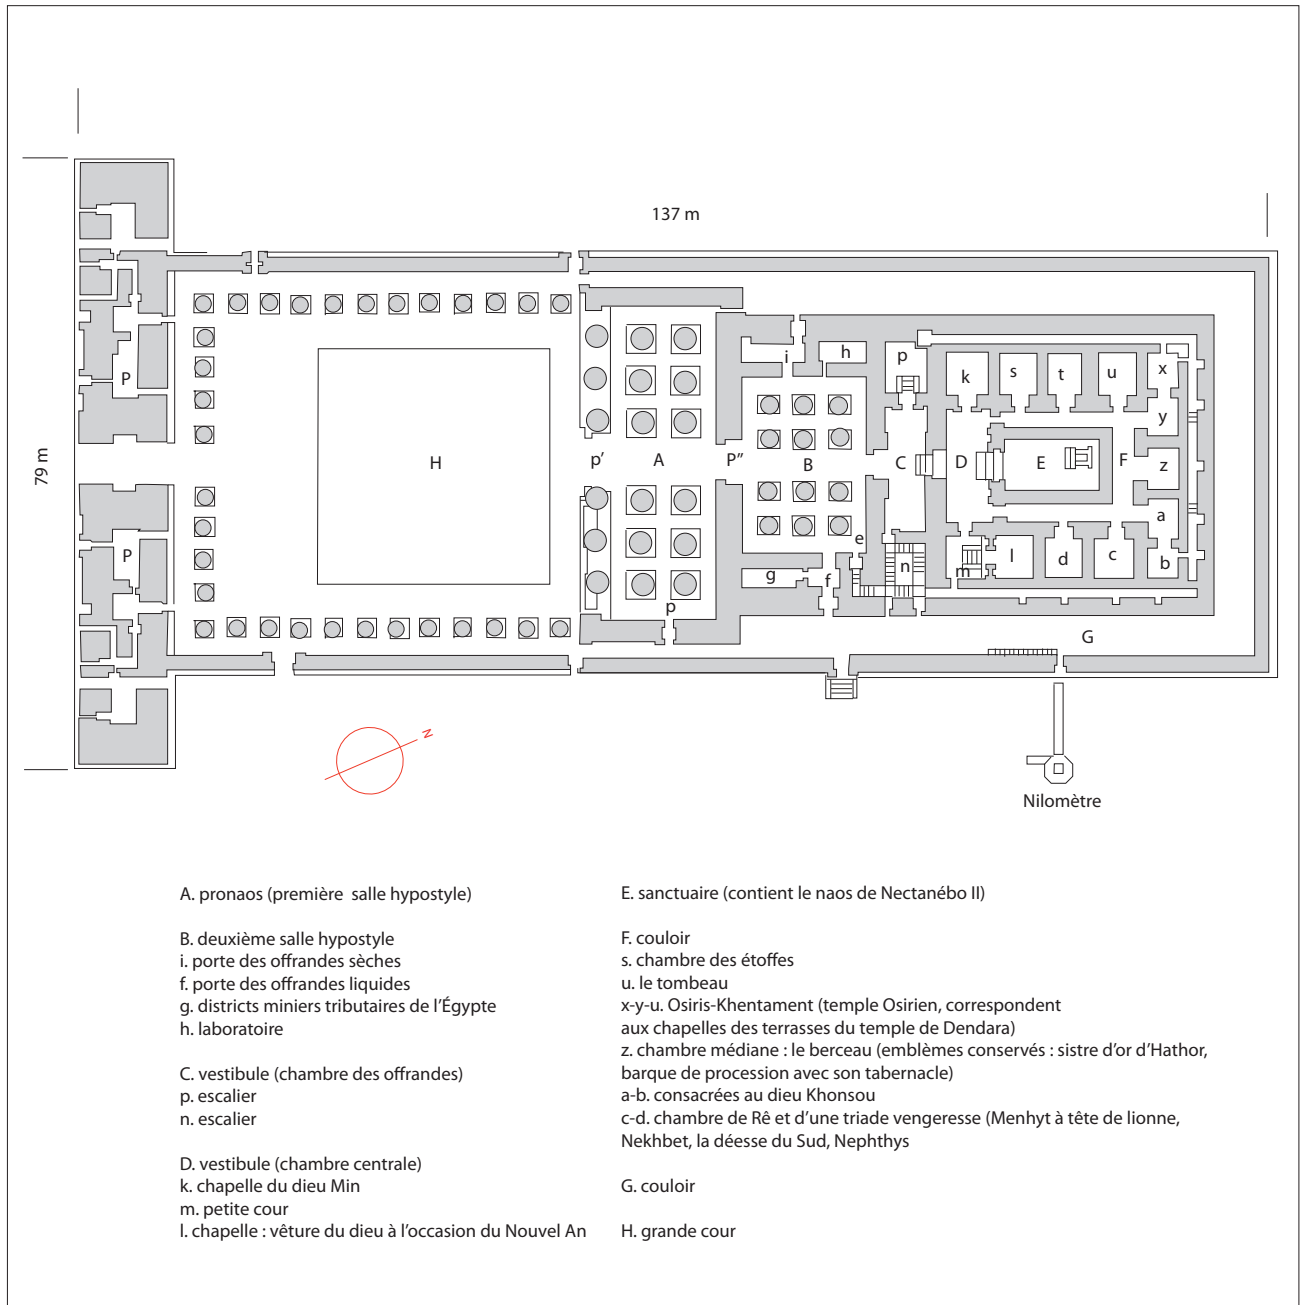 137 m
79 m
P
i
h
p
k
s
t
u
x
y
H
p'
A
P"
B
C
D
E
F
z
a
P
e
g
f
n
m
l
d
c
b
p
G
N
Nilomètre
A. pronaos (première salle hypostyle)
B. deuxième salle hypostyle
i. porte des offrandes sèches
f. porte des offrandes liquides
g. districts miniers tributaires de l'Égypte
h. laboratoire
C. vestibule (chambre des offrandes)
p. escalier
n. escalier
D. vestibule (chambre centrale)
k. chapelle du dieu Min
m. petite cour
l. chapelle : vêture du dieu à l'occasion du Nouvel An
E. sanctuaire (contient le naos de Nectanébo II)
F. couloir
s. chambre des étoffes
u. le tombeau
x-y-u. Osiris-Khentament (temple Osirien, correspondent
aux chapelles des terrasses du temple de Dendara)
z. chambre médiane : le berceau (emblèmes conservés : sistre d'or d'Hathor,
barque de procession avec son tabernacle)
a-b. consacrées au dieu Khonsou
c-d. chambre de Rê et d'une triade vengeresse (Menhyt à tête de lionne,
Nekhbet, la déesse du Sud, Nephthys
G. couloir
H. grande cour